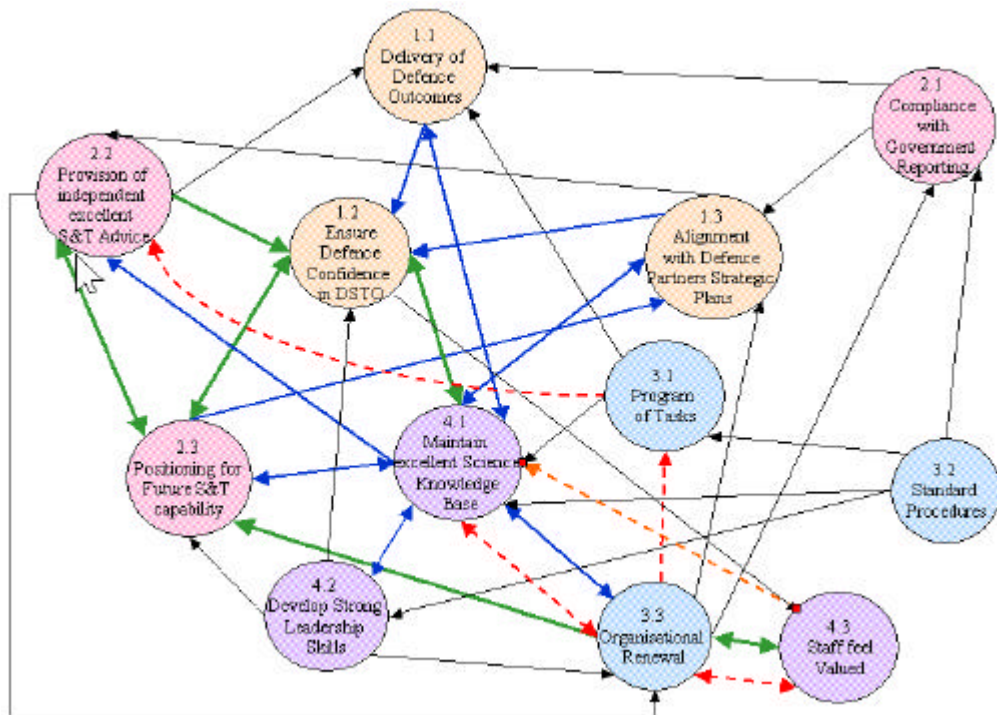 1.1
Delivery of
Defence
Outcomes
2.1
Compliance
with
Government
Reporting
2.2
Provision of
independent
excellent
S&T Advice
1.2
Ensure
Defence
Confidence
in DSTO
1.3
Alignment
with Defence
Partners Strategic
Plans
3.1
Program
of Tasks
2.3
Positioning for
Future S&T
capability
4.1
Maintain
excellent Science
Knowledge
Base
3.2
Standard
Procedures
4.2
Develop Strong
Leadership
Skills
3.3
Organisational
Renewal
4.3
Staff feel
Valued